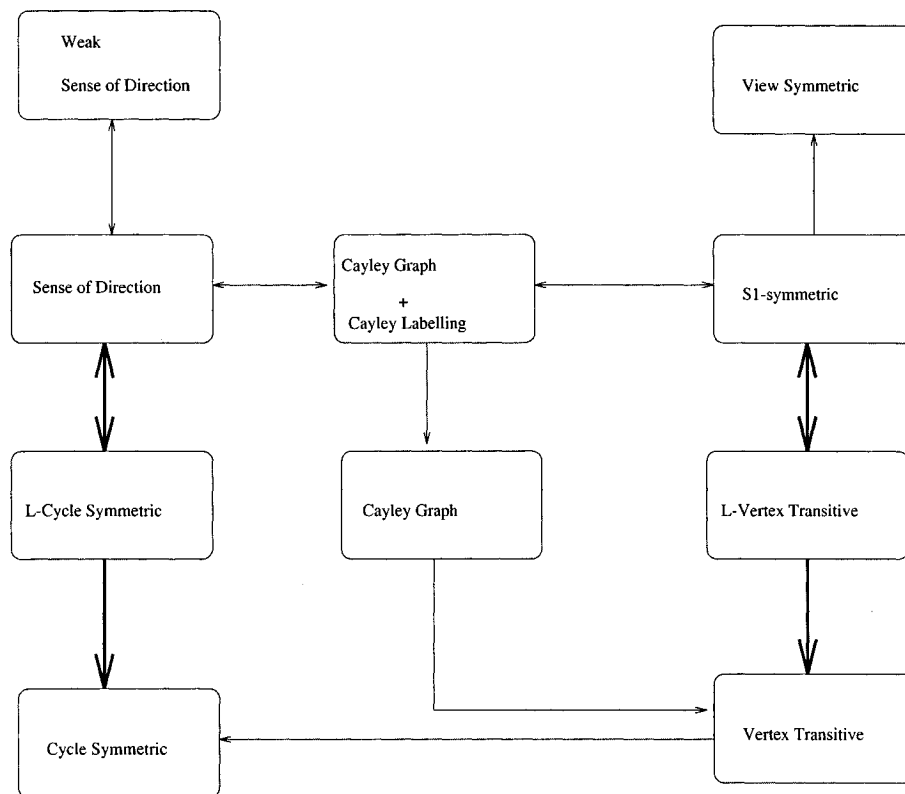 Weak
Sense of Direction
View Symmetric
Sense of Direction
Cayley Graph
+
Cayley Labelling
S1-symmetric
L-Cycle Symmetric
Cayley Graph
L-Vertex Transitive
Cycle Symmetric
Vertex Transitive